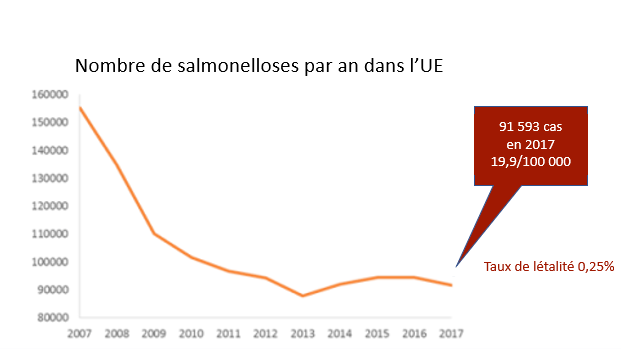 Nombre de salmonelloses par an dans l’UE
160000
150000
140000
130000
120000
110000
100000
90000
80000
2007 2008 2009 2010 2011 2012 2013 2014 2015 2016 2017
91 593 cas
en 2017
19,9/100 000
Taux de létalité 0,25%